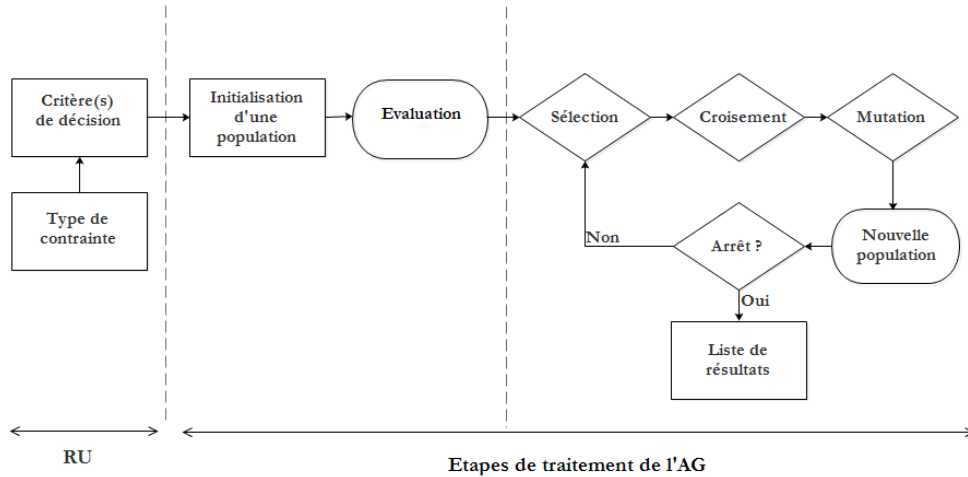 Critère(s)
de décision
Initialisation
d'une
population
Evaluation
Sélection
Croisement
Mutation
Type de
contrainte
Non
Arrêt ?
Nouvelle
population
Oui
Liste de
résultats
RU
Etapes de traitement de l'AG